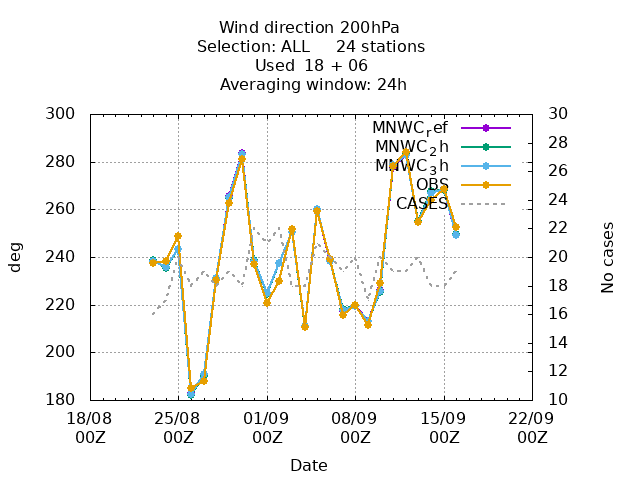 Wind direction 200hPa
Selection: ALL     24 stations
Used  18 + 06
Averaging window: 24h
300
280
260
240
220
200
180
30
28
26
24
22
20
18
16
14
12
10
MNWC_ref
MNWC_2h
MNWC_3h
OBS
CASES
deg
No cases
18/08 25/08 01/09 08/09 15/09 22/09
00Z 00Z 00Z 00Z 00Z 00Z
Date